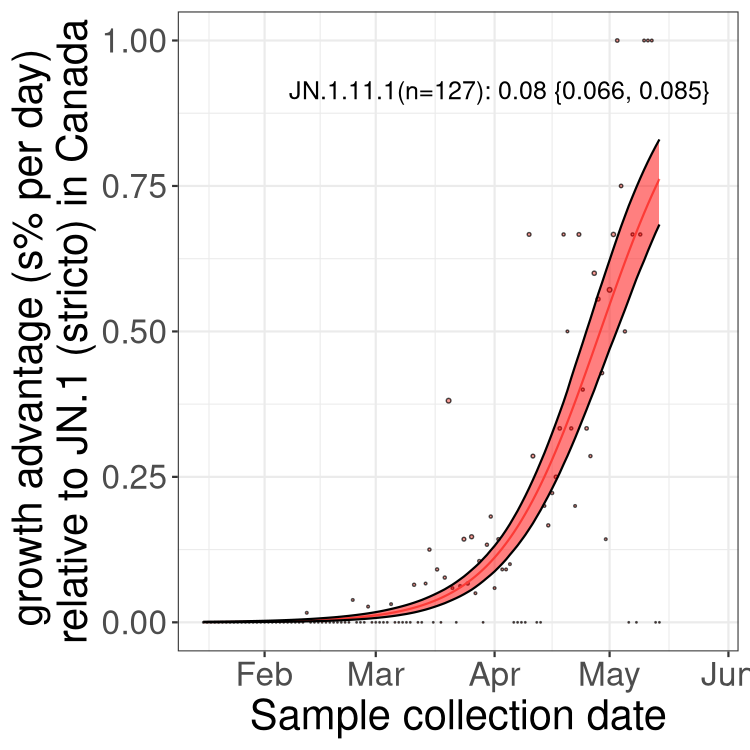 growth advantage (s% per day)
relative to JN.1 (stricto) in Canada
1.00
JN.1.11.1(n=127): 0.08 {0.066, 0.085}
0.75
0.50
0.25
0.00
Feb Mar Apr May Jun
Sample collection date